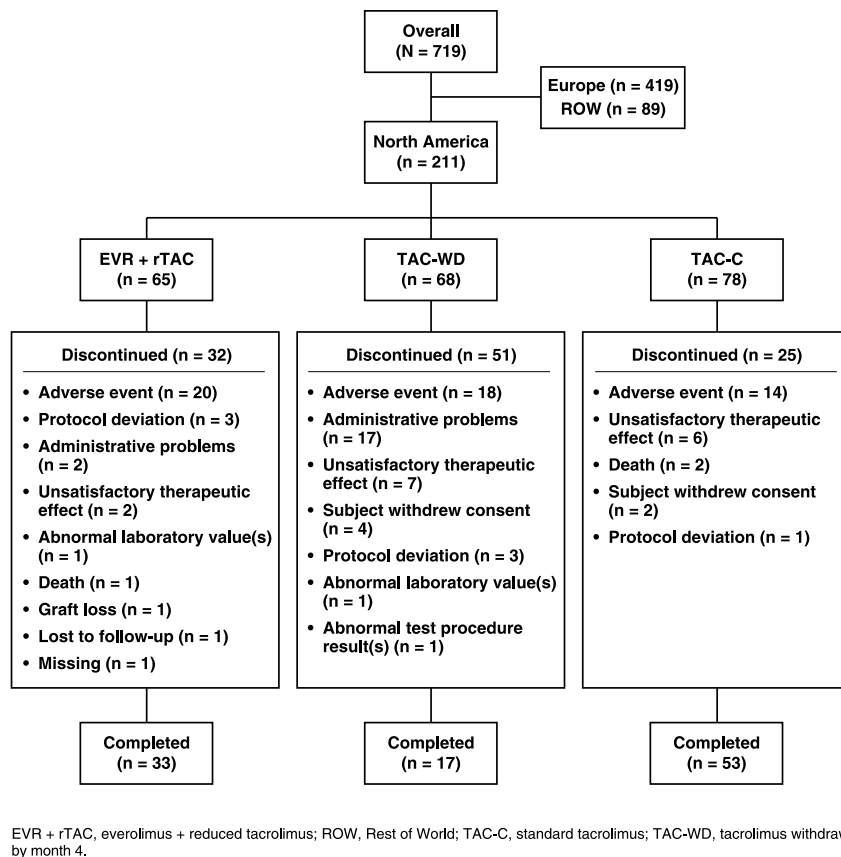 Overall
(N = 719)
Europe (n = 419)
ROW (n = 89)
North America
(n = 211)
EVR + rTAC
(n = 65)
TAC-WD
(n = 68)
TAC-C
(n = 78)
Discontinued (n = 32)
• Adverse event (n = 20)
• Protocol deviation (n = 3)
• Administrative problems
(n = 2)
• Unsatisfactory therapeutic
effect (n = 2)
• Abnormal laboratory value(s)
(n = 1)
• Death (n = 1)
• Graft loss (n = 1)
• Lost to follow-up (n = 1)
• Missing (n = 1)
Discontinued (n = 51)
• Adverse event (n = 18)
• Administrative problems
(n = 17)
• Unsatisfactory therapeutic
effect (n = 7)
• Subject withdrew consent
(n = 4)
• Protocol deviation (n = 3)
• Abnormal laboratory value(s)
(n = 1)
• Abnormal test procedure
result(s) (n = 1)
Discontinued (n = 25)
• Adverse event (n = 14)
• Unsatisfactory therapeutic
effect (n = 6)
• Death (n = 2)
• Subject withdrew consent
(n = 2)
• Protocol deviation (n = 1)
Completed
(n = 33)
Completed
(n = 17)
Completed
(n = 53)
EVR + rTAC, everolimus + reduced tacrolimus; ROW, Rest of World; TAC-C, standard tacrolimus; TAC-WD, tacrolimus withdraw
by month 4.